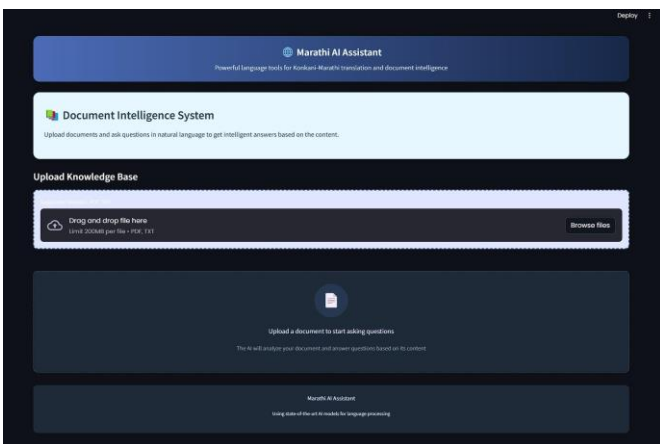 Deploy
Marathi AI Assistant
Powerful language tools for Konkani-Marathi translation and document intelligence
Document Intelligence System
Upload documents and ask questions in natural language to get intelligent answers based on the content.
Upload Knowledge Base
Drag and drop file here
Limit 200MB per file • PDF, TXT
Browse files
Upload a document to start asking questions
The AI will analyze your document and answer questions based on its content
Marathi AI Assistant
Using state-of-the-art AI models for language processing